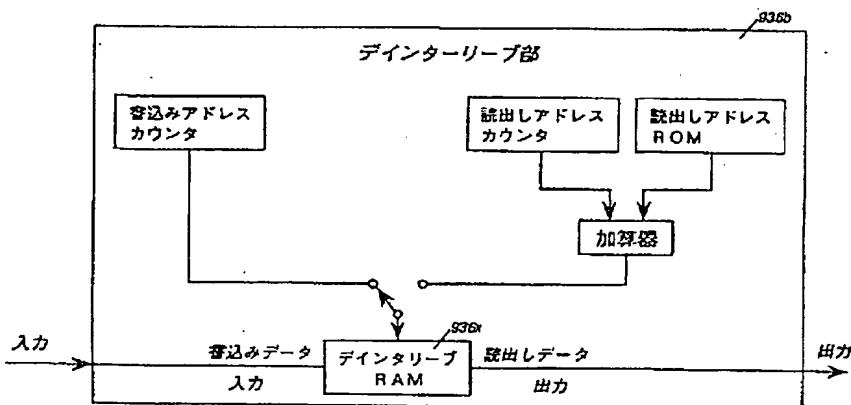 936b
デインターリーブ部
書込みアドレス
カウンタ
読出しアドレス
カウンタ
読出しアドレス
ROM
加算器
936x
入力
書込みデータ
入力
デインタリーブ
RAM
読出しデータ
出力
出力